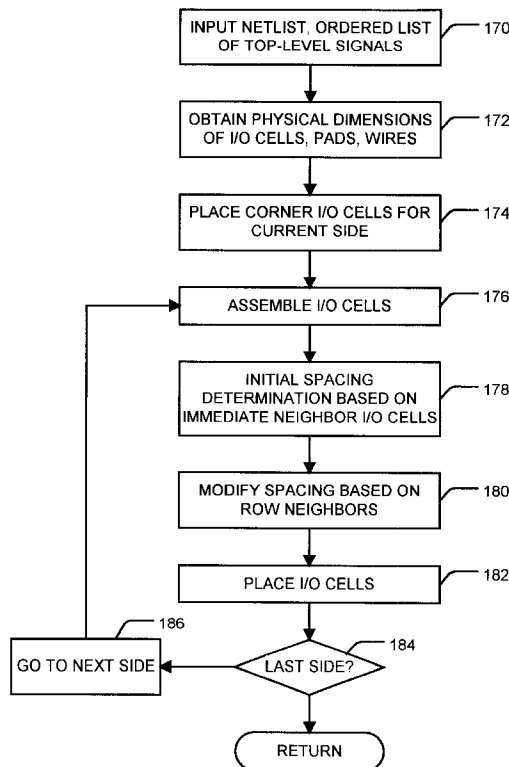 INPUT NETLIST, ORDERED LIST
OF TOP-LEVEL SIGNALS
170
OBTAIN PHYSICAL DIMENSIONS
OF I/O CELLS, PADS, WIRES
172
PLACE CORNER I/O CELLS FOR
CURRENT SIDE
174
ASSEMBLE I/O CELLS
176
INITIAL SPACING
DETERMINATION BASED ON
IMMEDIATE NEIGHBOR I/O CELLS
178
MODIFY SPACING BASED ON
ROW NEIGHBORS
180
PLACE I/O CELLS
182
186
GO TO NEXT SIDE
LAST SIDE?
184
RETURN